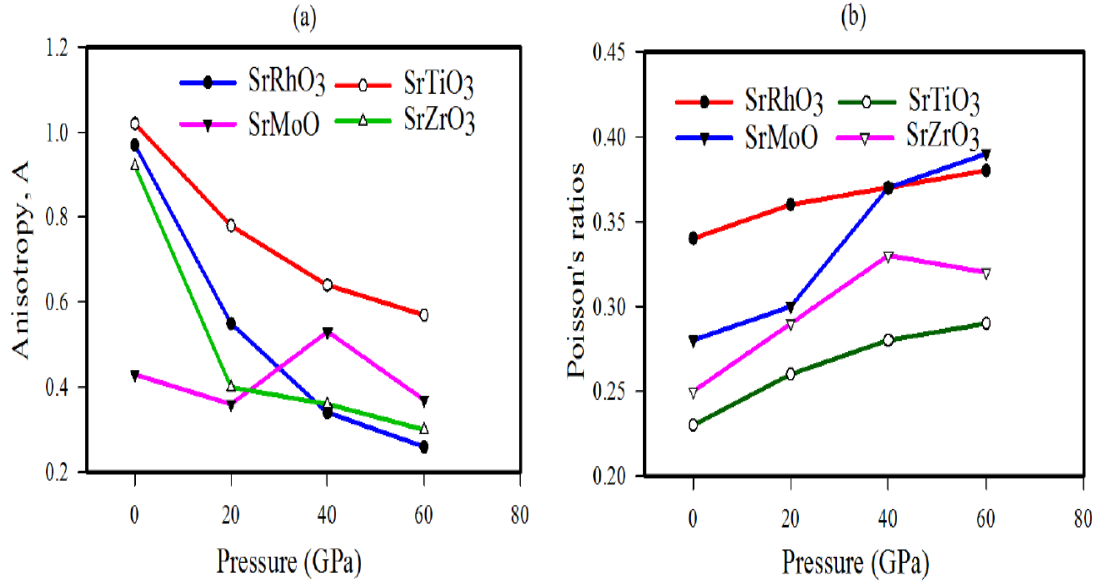 (a)
Anisotropy, A
1.2
1.0
0.8
0.6
0.4
0.2
SrRhO3 SrTiO3
SrMoO SrZrO3
0 20 40 60 80
Pressure (GPa)
(b)
Poisson's ratios
0.45
0.40
0.35
0.30
0.25
0.20
SrRhO3 SrTiO3
SrMoO SrZrO3
0 20 40 60 80
Pressure (GPa)